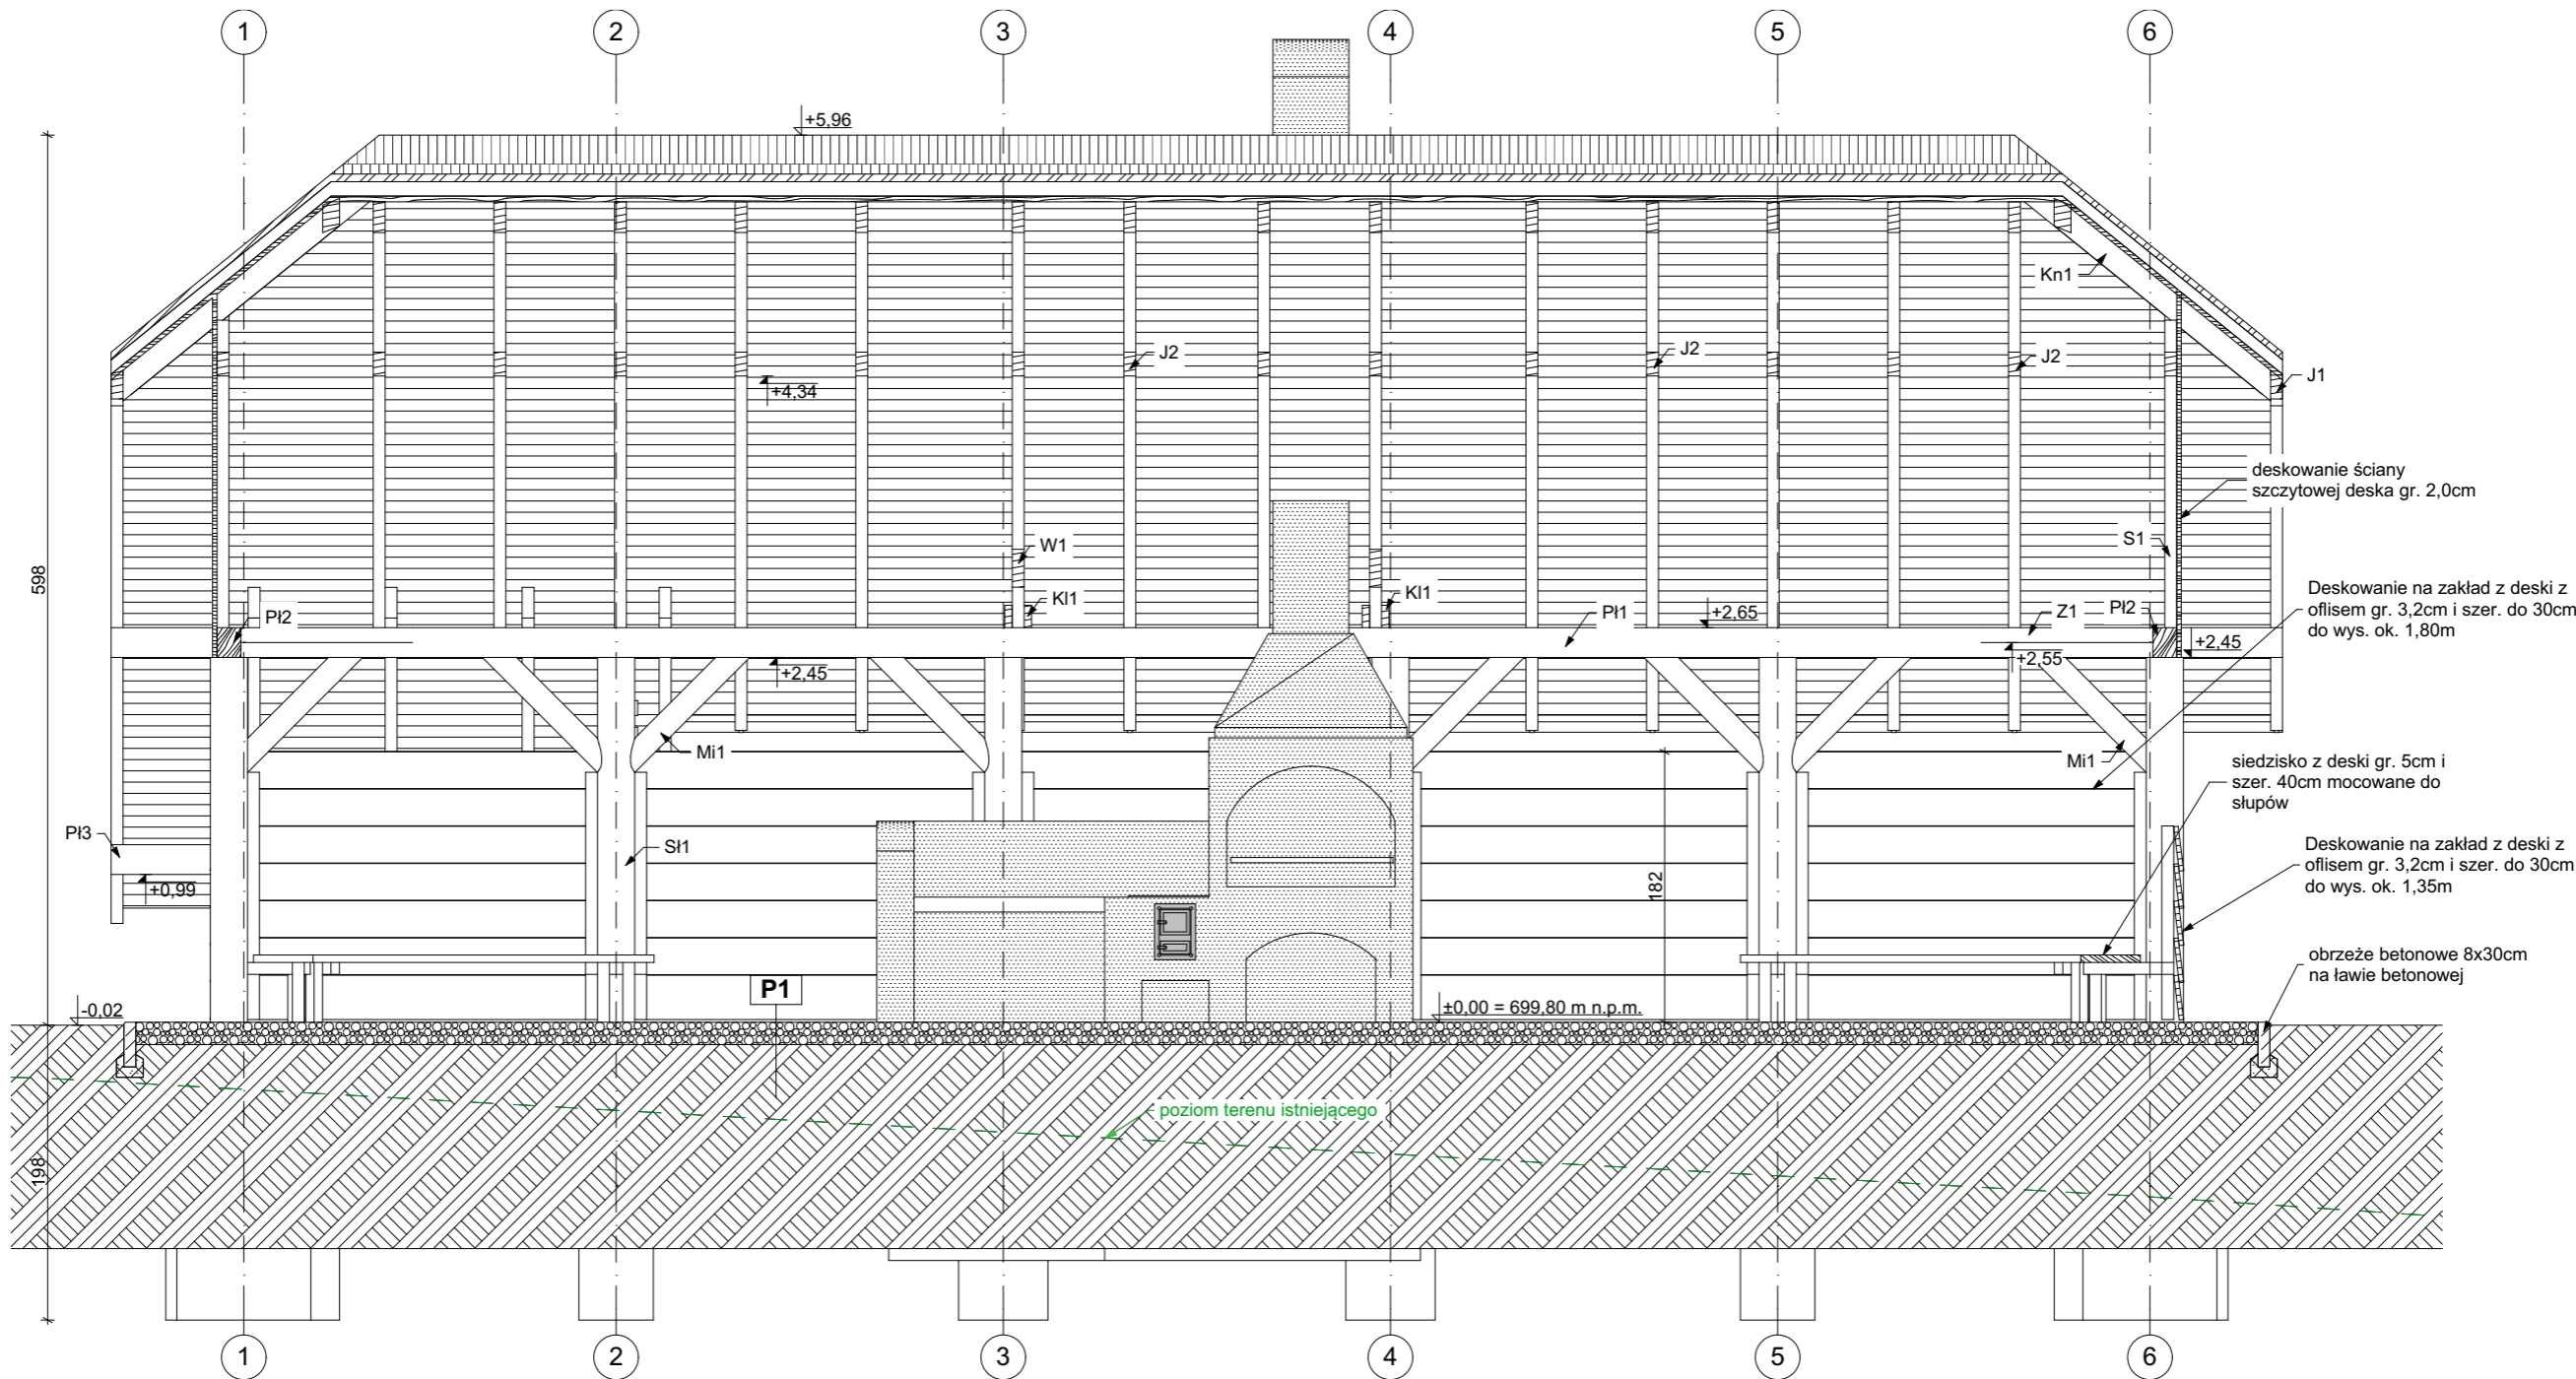 1
2
3
4
5
6
+5,96
Kn1
J2
J2
J2
J1
+4,34
deskowanie ściany
szczytowej deska gr. 2,0cm
W1
S1
598
Kl1
Kl1
Deskowanie na zakład z deski z
oflisem gr. 3,2cm i szer. do 30cm
do wys. ok. 1,80m
Pł2
Pł1
+2,65
Z1
Pł2
+2,45
+2,45
+2,55
Mi1
Mi1
siedzisko z deski gr. 5cm i
szer. 40cm mocowane do
słupów
Pł3
Sł1
Deskowanie na zakład z deski z
oflisem gr. 3,2cm i szer. do 30cm
do wys. ok. 1,35m
182
+0,99
obrzeże betonowe 8x30cm
na ławie betonowej
P1
-0,02
±0,00 = 699,80 m n.p.m.
poziom terenu istniejącego
198
1
2
3
4
5
6